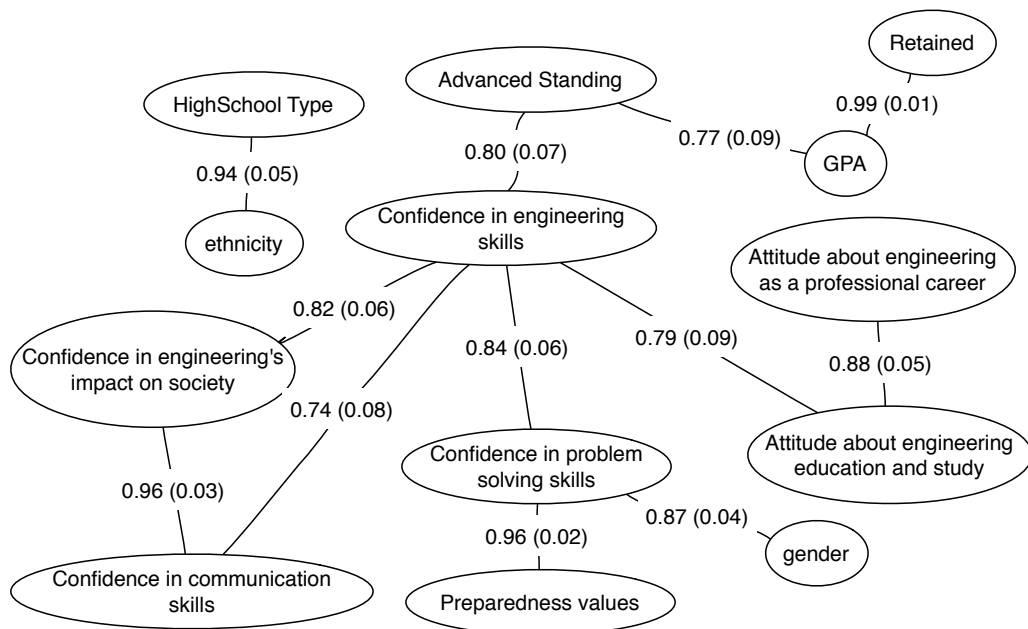 Retained
Advanced Standing
HighSchool Type
0.99 (0.01)
0.77 (0.09)
0.80 (0.07)
GPA
0.94 (0.05)
Confidence in engineering
skills
ethnicity
Attitude about engineering
as a professional career
0.82 (0.06)
0.84 (0.06)
0.79 (0.09)
Confidence in engineering's
impact on society
0.88 (0.05)
0.74 (0.08)
Confidence in problem
solving skills
Attitude about engineering
education and study
0.96 (0.03)
0.87 (0.04)
0.96 (0.02)
gender
Confidence in communication
skills
Preparedness values